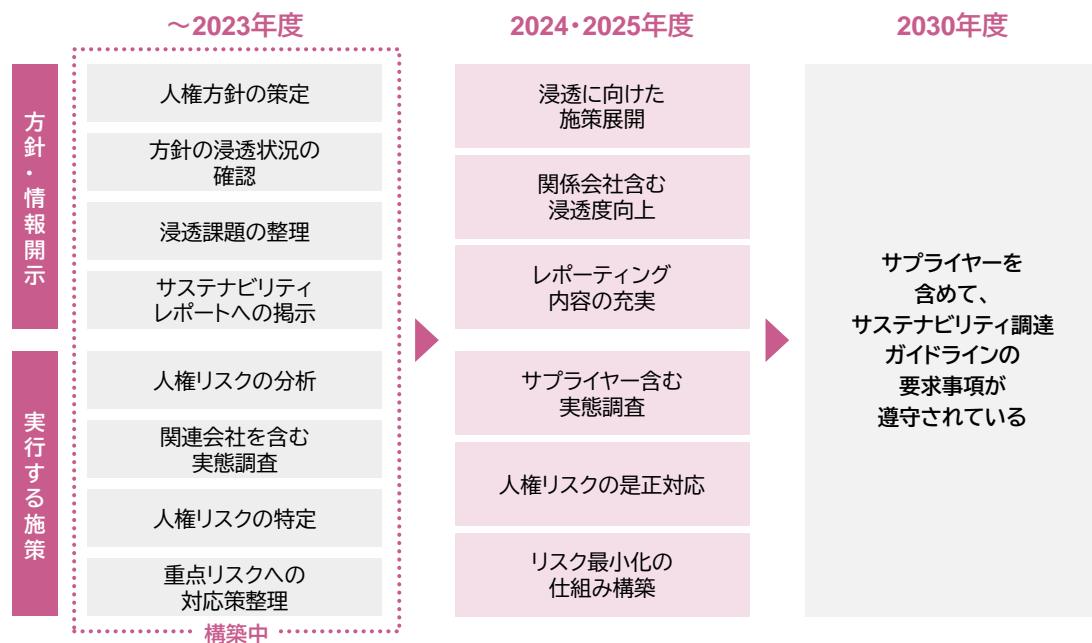 ～2023年度
2024・2025年度
2030年度
方針・情報開示
人権方針の策定
方針の浸透状況の
確認
浸透課題の整理
サステナビリティ
レポートへの掲示
実行する施策
人権リスクの分析
関連会社を含む
実態調査
人権リスクの特定
重点リスクへの
対応策整理
構築中
浸透に向けた
施策展開
関係会社含む
浸透度向上
レポーティング
内容の充実
サプライヤー含む
実態調査
人権リスクの是正対応
リスク最小化の
仕組み構築
サプライヤーを
含めて、
サステナビリティ調達
ガイドラインの
要求事項が
遵守されている